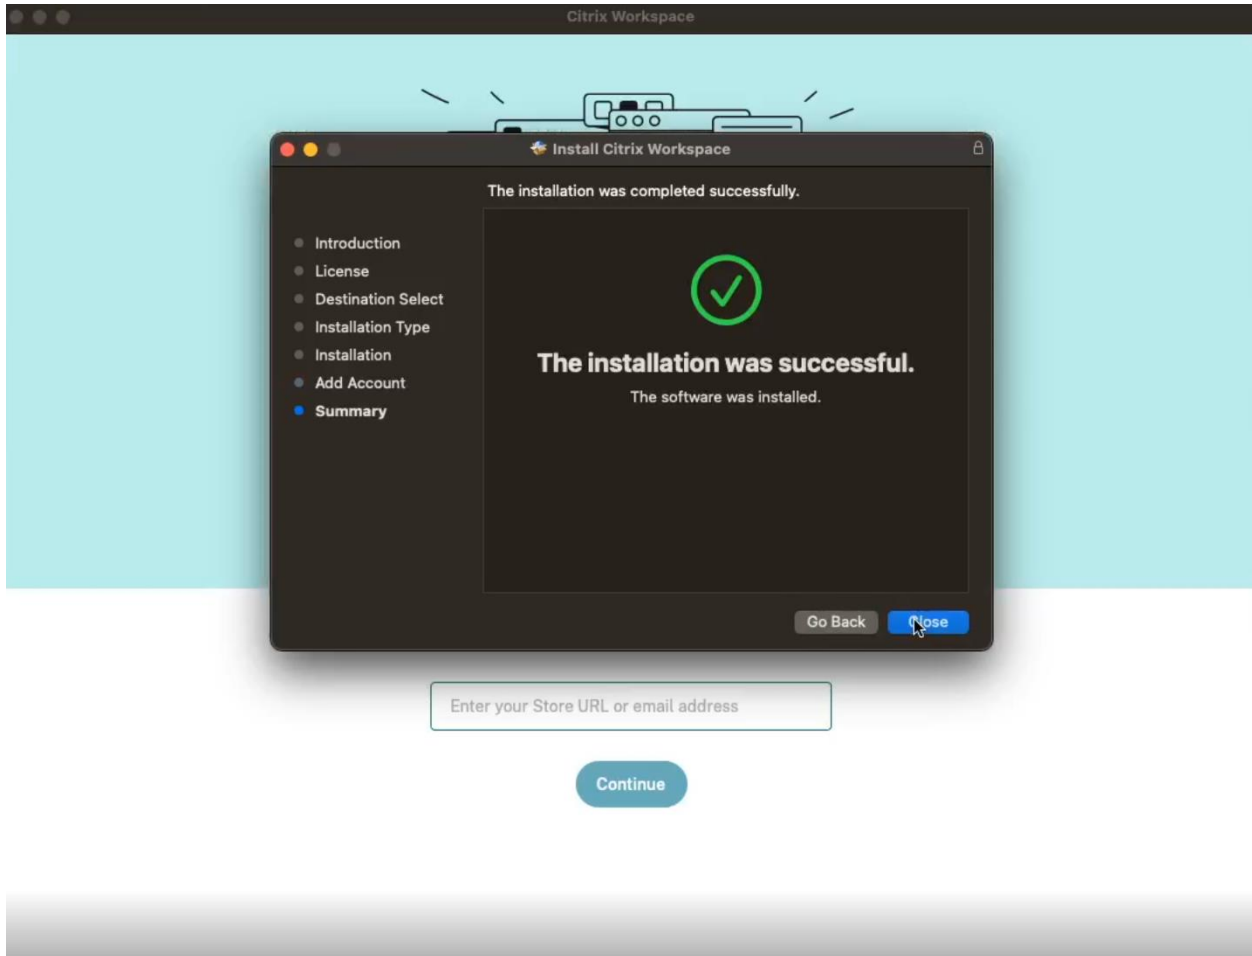 Citrix Workspace
Install Citrix Workspace
The installation was completed successfully.
Introduction
License
Destination Select
Installation Type
Installation
Add Account
Summary
The installation was successful.
The software was installed.
Go Back
Close
Enter your Store URL or email address
Continue